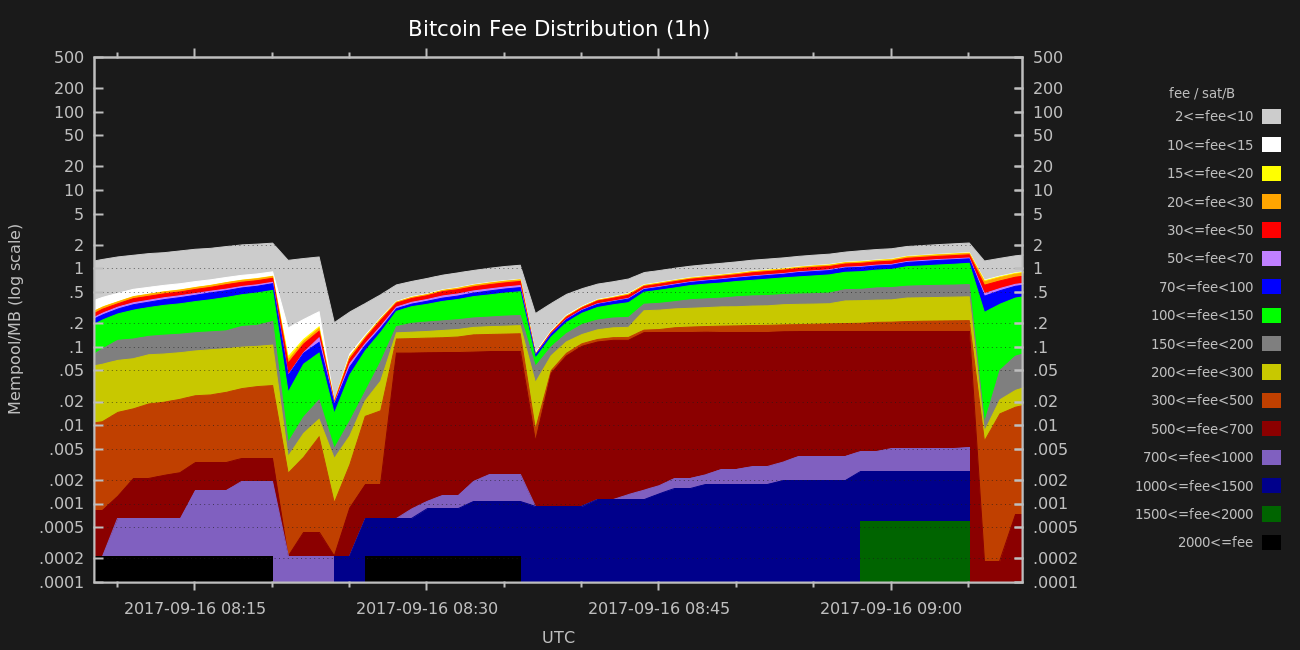 Bitcoin Fee Distribution (1h)
500
200
100
50
20
10
5
2
1
.5
.2
.1
.05
.02
.01
.005
.002
.001
.0005
.0002
.0001
Mempool/MB (log scale)
500
200
100
50
20
10
5
2
1
.5
.2
.1
.05
.02
.01
.005
.002
.001
.0005
.0002
.0001
2017-09-16 08:15
2017-09-16 08:30
2017-09-16 08:45
2017-09-16 09:00
UTC
fee / sat/B
2<=fee<10
10<=fee<15
15<=fee<20
20<=fee<30
30<=fee<50
50<=fee<70
70<=fee<100
100<=fee<150
150<=fee<200
200<=fee<300
300<=fee<500
500<=fee<700
700<=fee<1000
1000<=fee<1500
1500<=fee<2000
2000<=fee